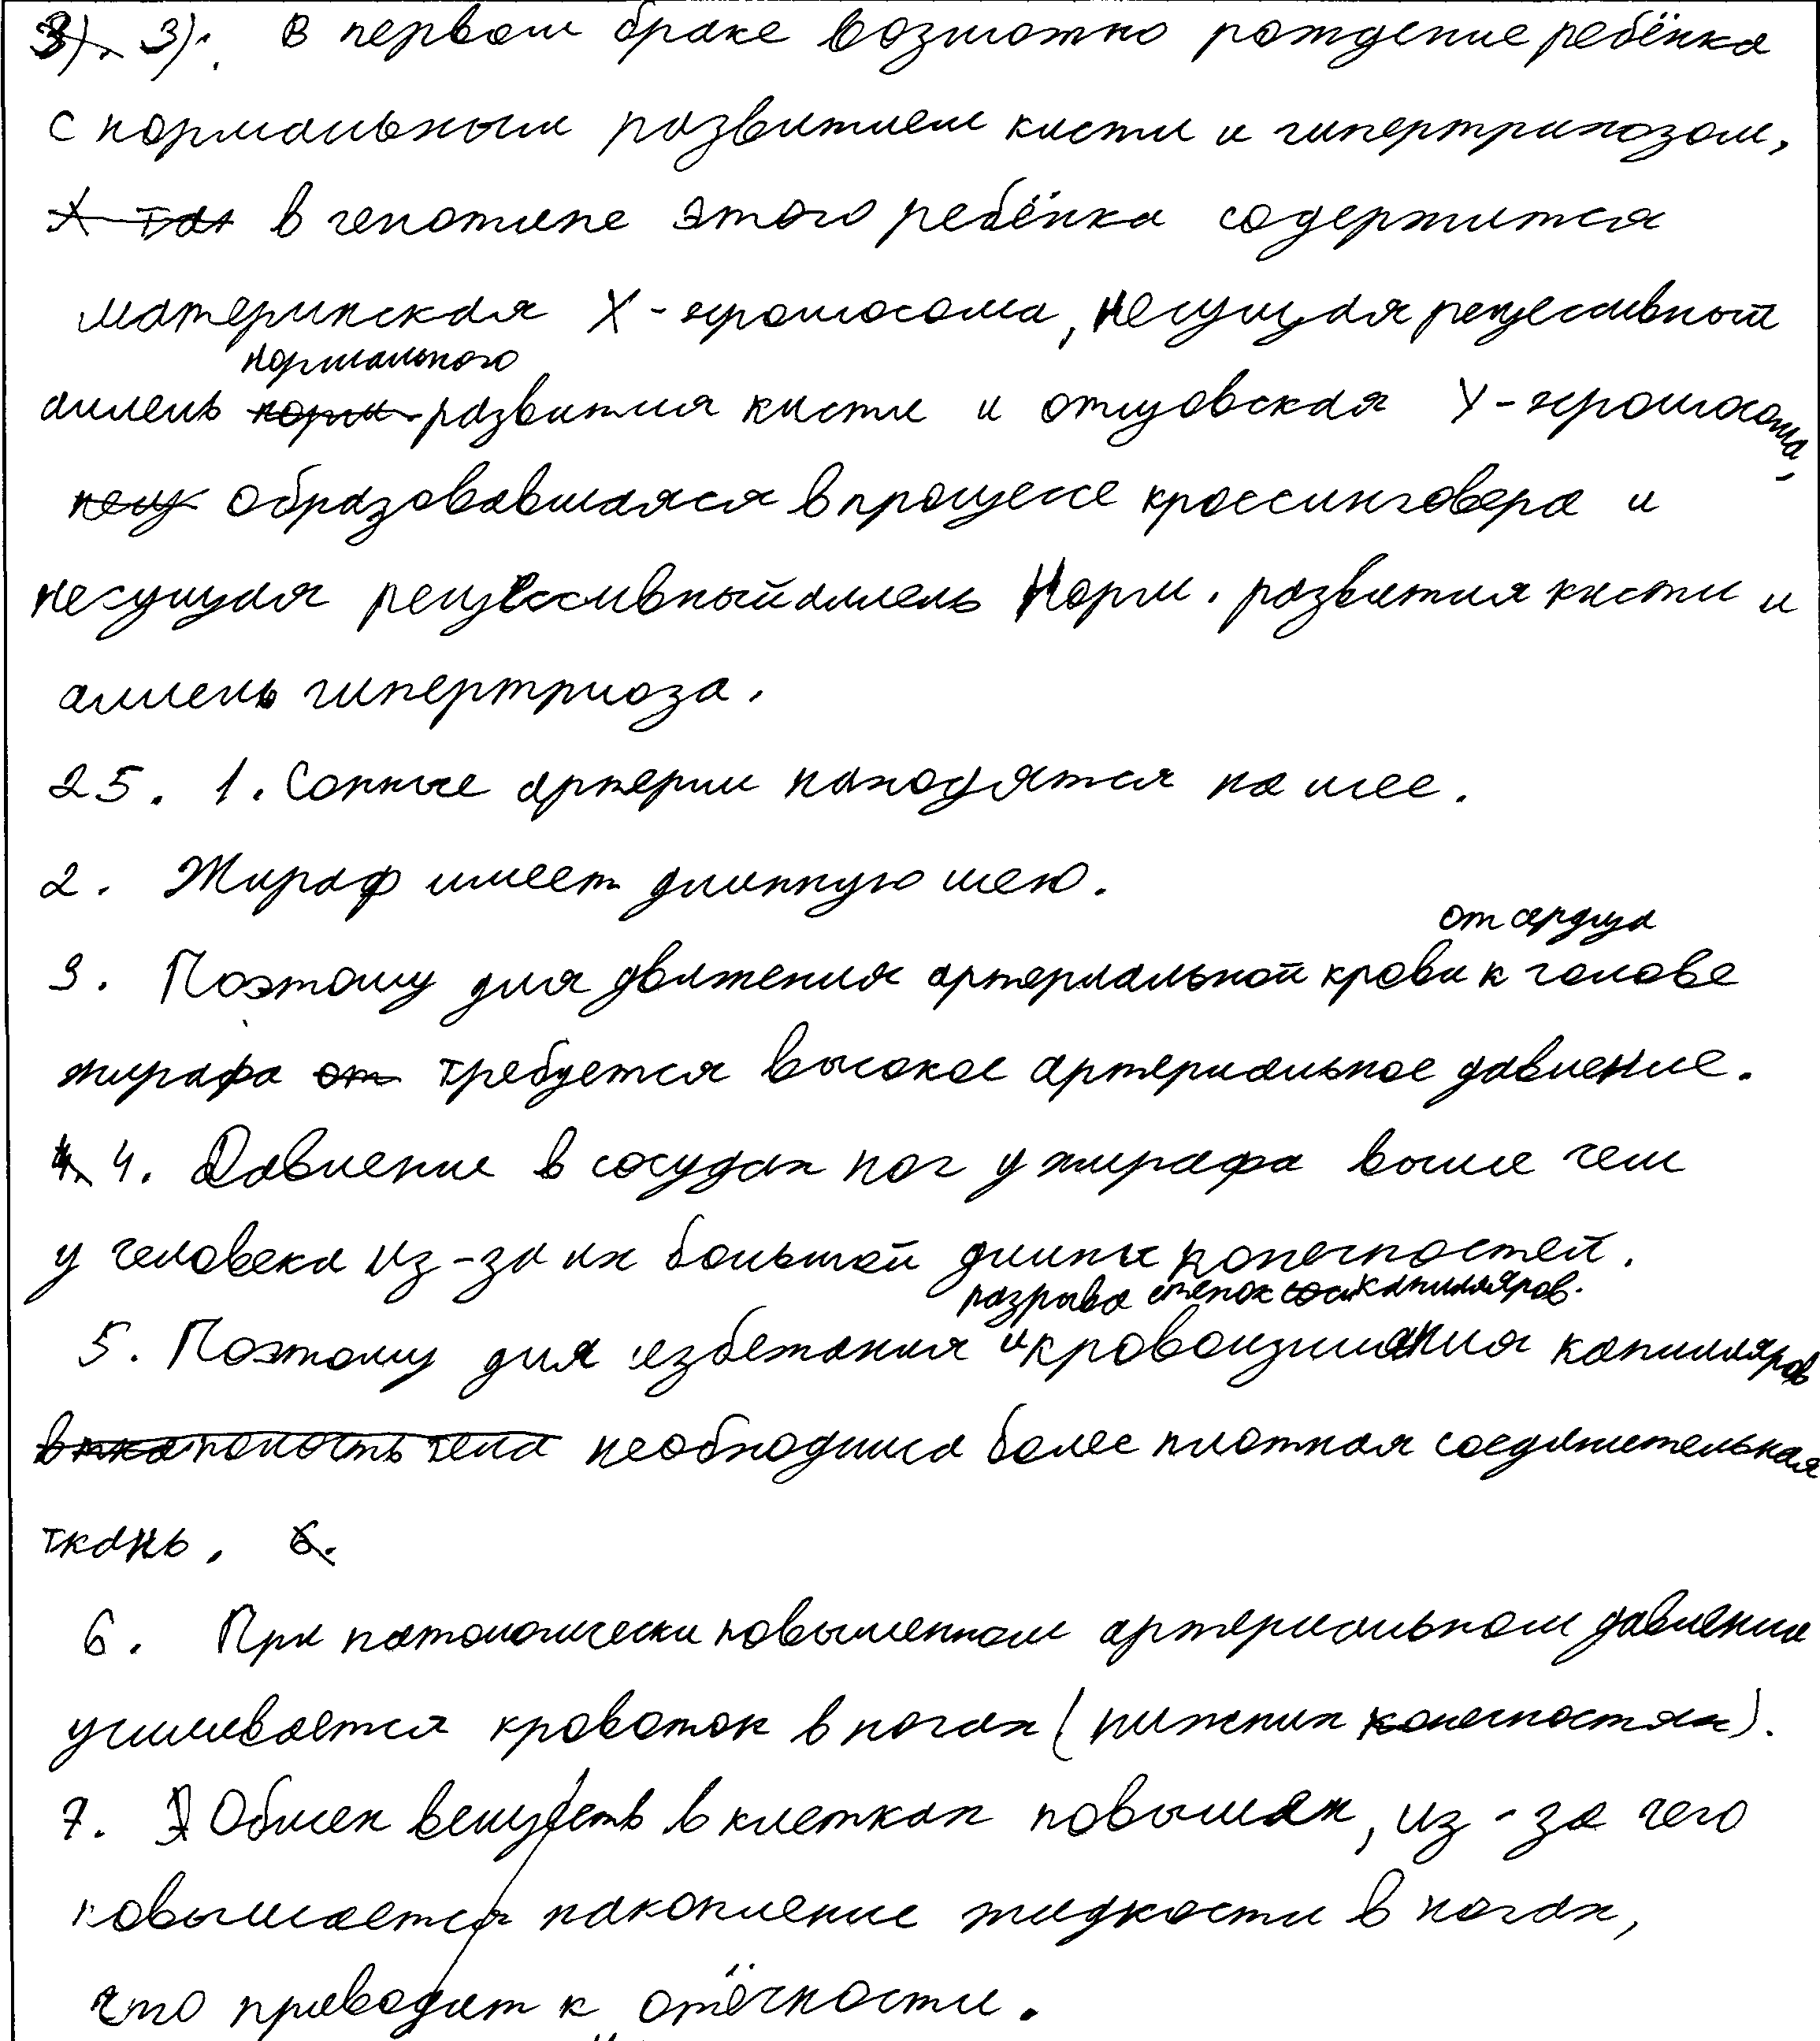 3). В первом браке возможно рождение ребёнка
с нормальным развитием кисти и гипертрихозом,
в генотипе этого ребёнка содержится
материнская Х-хромосома, несущая рецессивный
нормального
аллель развития кисти и отцовская Y-хромосома,
образовавшаяся в процессе кроссинговера и
несущая рецессивный аллель норм. развития кисти и
аллель гипертриоза.
25. 1. Сонные артерии находятся на шее.
2. Жираф имеет длинную шею.
от сердца
3. Поэтому для движения артериальной крови к голове
жирафа требуется высокое артериальное давление.
4. Давление в сосудах ног у жирафа выше чем
у человека из-за их большой длины конечностей.
разрыва стенок капилляров.
5. Поэтому для избежания и кровоизлияния капилляров
необходима более плотная соединительная
ткань.
6. При патологически повышенном артериальном давлении
усиливается кровоток в ногах (нижних конечностях).
7. Обмен веществ в клетках повышен, из-за чего
повышается накопление жидкости в ногах,
что приводит к отёчности.